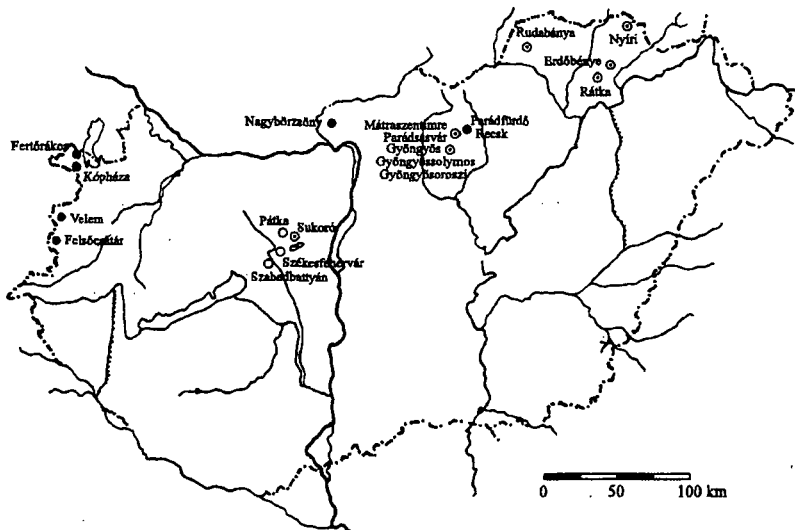 Rudabánya
Nyíri
Erdőbénye
Rátka
Nagybörzsöny
Mátraszentimre
Parádfürdő
Parádsasvár
Recsk
Gyöngyös
Gyöngyössolymos
Gyöngyösoroszi
Fertőrákos
Kópháza
Velem
Felsőcsatár
Pátka
Sukoró
Székesfehérvár
Szabadbattyán
0 50 100 km